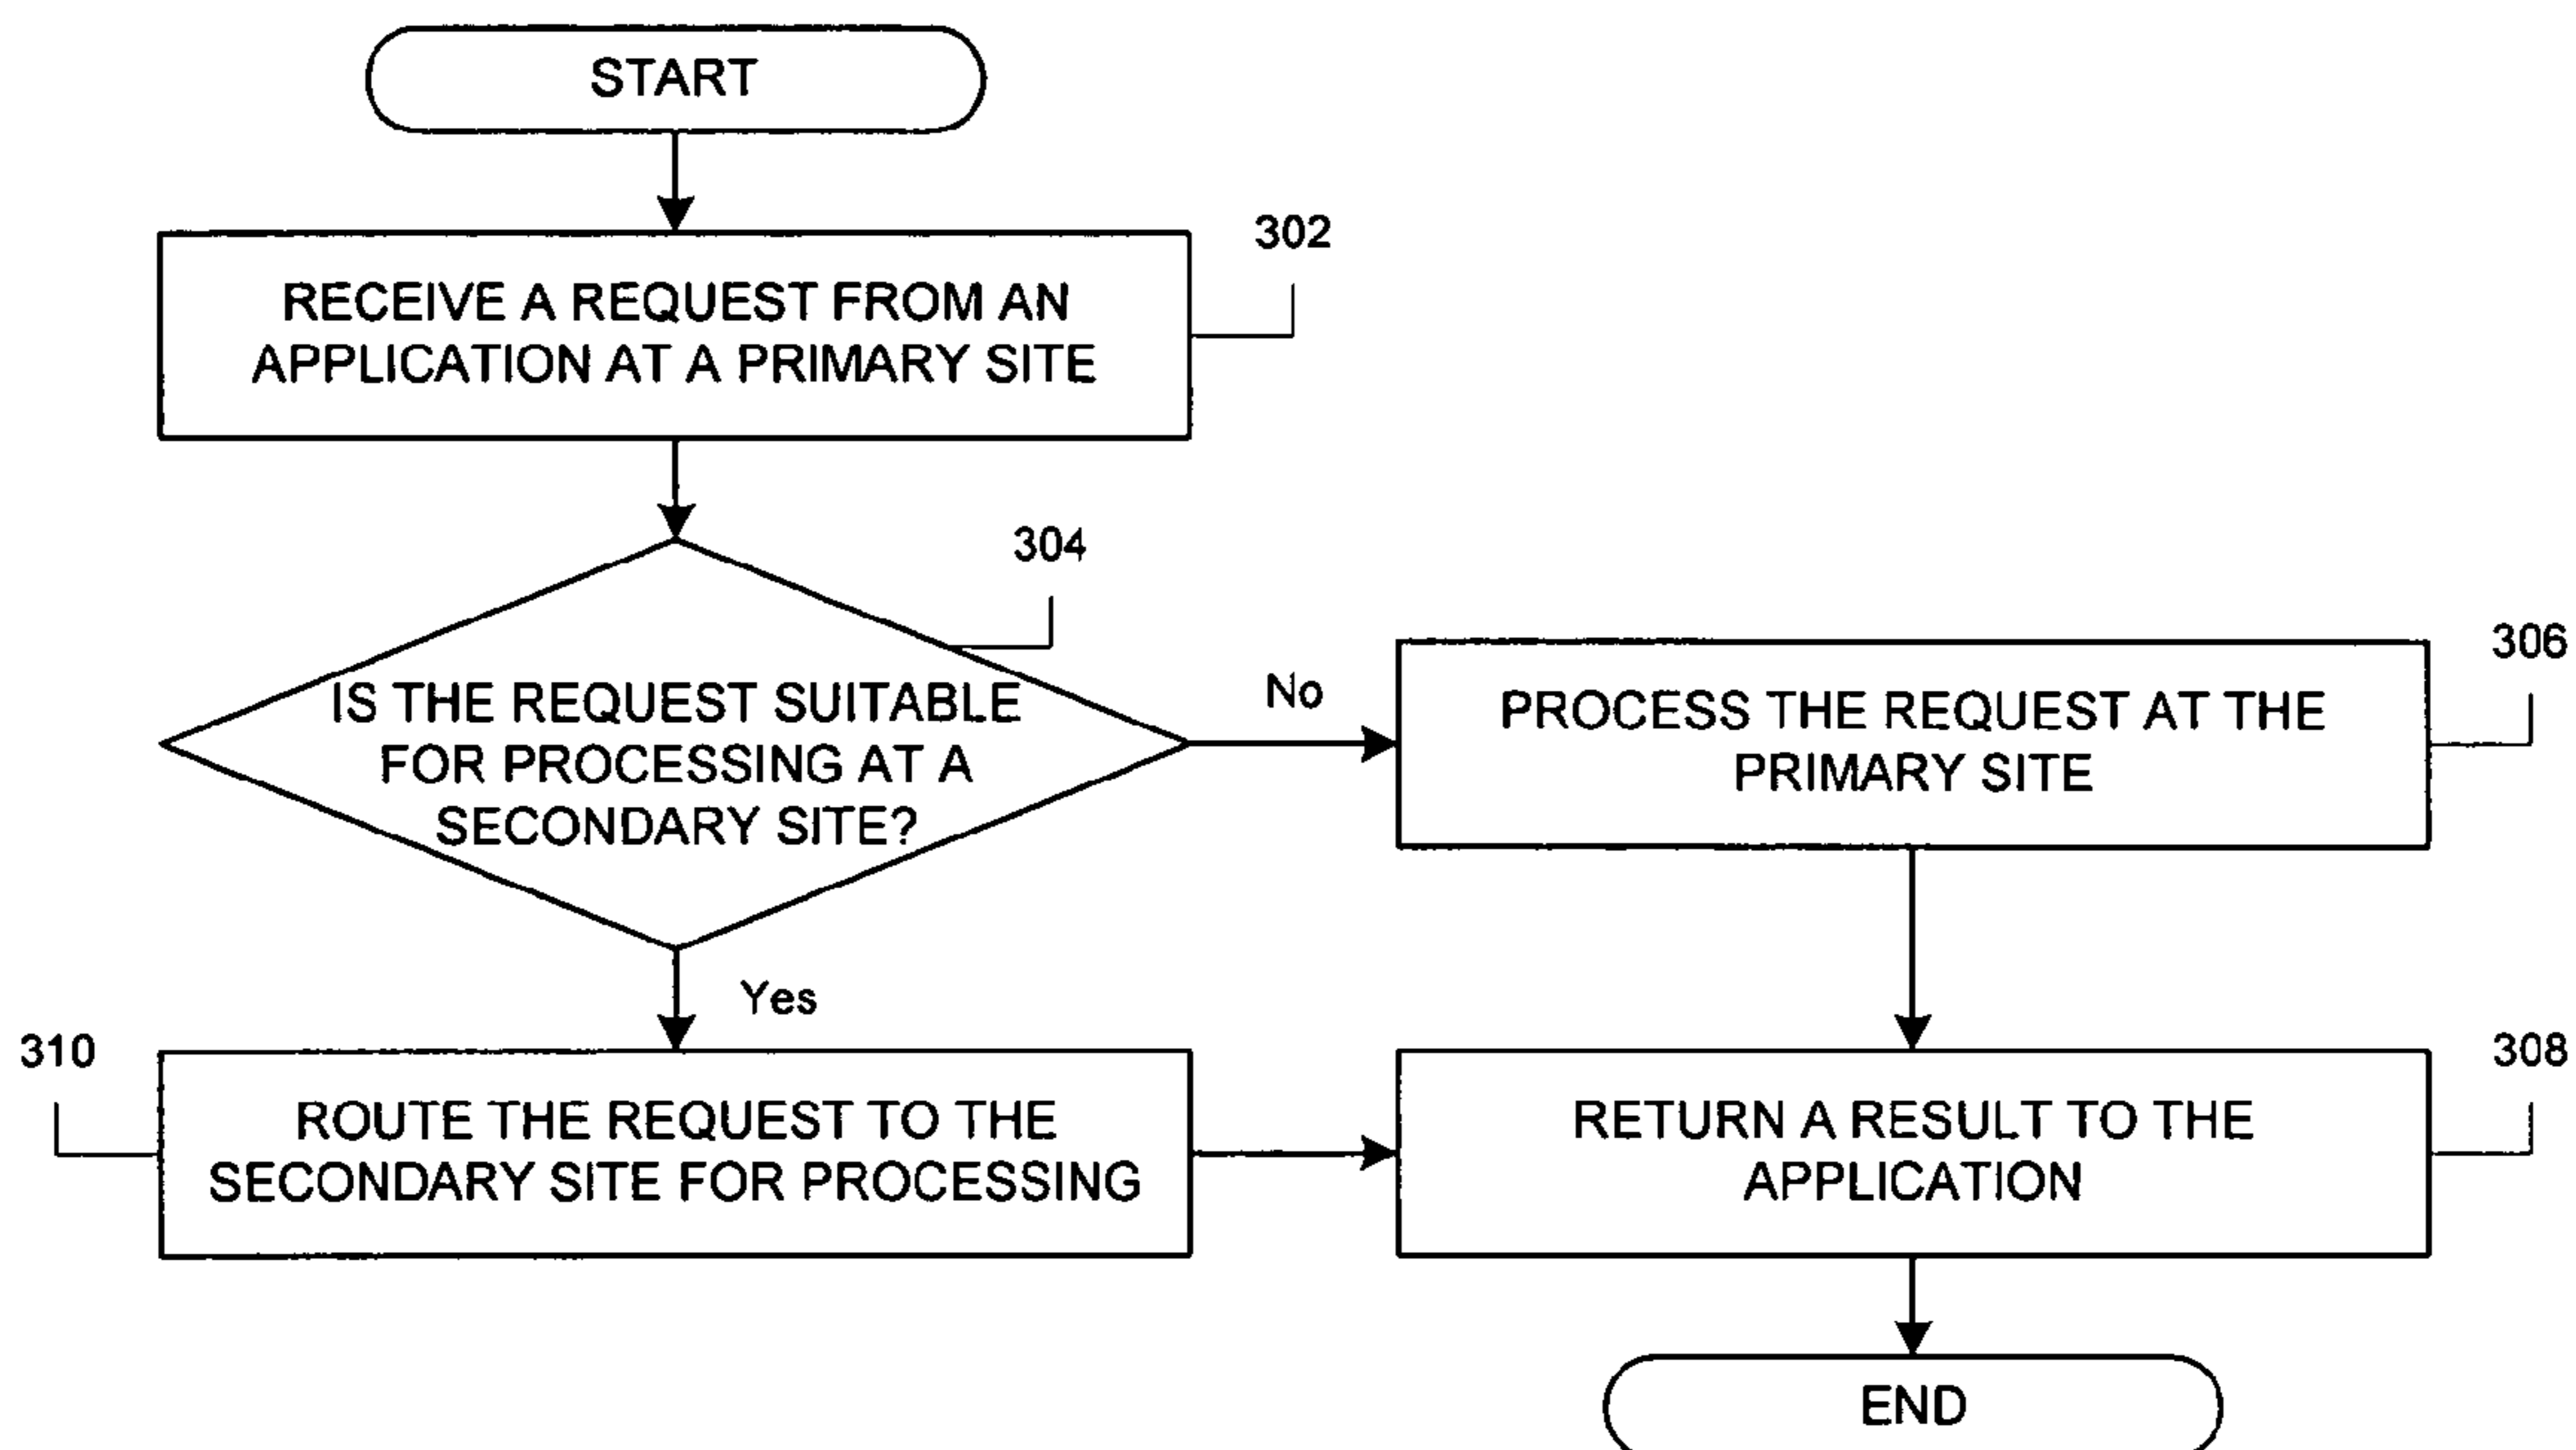 START
302
RECEIVE A REQUEST FROM AN
APPLICATION AT A PRIMARY SITE
304
IS THE REQUEST SUITABLE
FOR PROCESSING AT A
SECONDARY SITE?
No
306
PROCESS THE REQUEST AT THE
PRIMARY SITE
Yes
310
ROUTE THE REQUEST TO THE
SECONDARY SITE FOR PROCESSING
308
RETURN A RESULT TO THE
APPLICATION
END